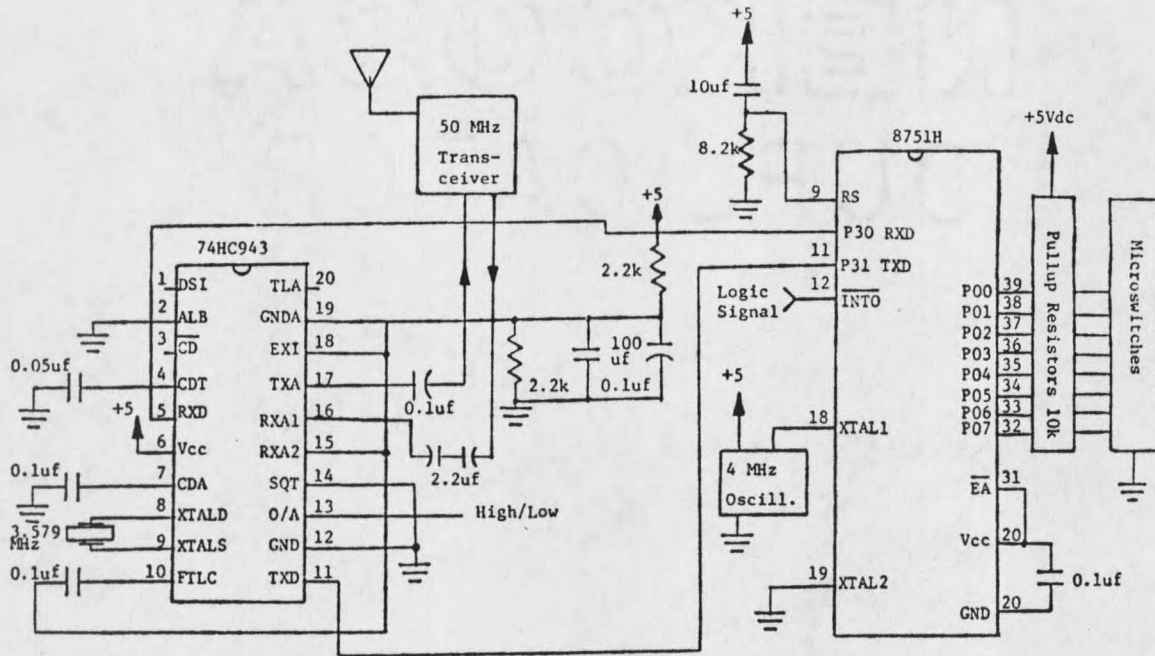 +5
10uf
8.2k
50 MHz
Trans-
ceiver
+5
2.2k
8751H
+5Vdc
9 RS
P30 RXD
11
P31 TXD
12
INTO
Logic
Signal
P00 39
P01 38
P02 37
P03 36
P04 35
P05 34
P06 33
P07 32
Pullup Resistors 10k
Microswitches
18 XTAL1
+5
4 MHz
Oscill.
EA 31
Vcc 20
0.1uf
19 XTAL2
GND 20
74HC943
1 DSI
TLA 20
2 ALB
GNDA 19
3 CD
EXI 18
0.05uf
4 CDT
TXA 17
0.1uf
5 RXD
RXA1 16
+5
6 Vcc
RXA2 15
2.2uf
0.1uf
7 CDA
SQT 14
8 XTALD
O/A 13
High/Low
3.579
MHz
9 XTALS
GND 12
0.1uf
10 FTLC
TXD 11
2.2k
100
uf
0.1uf